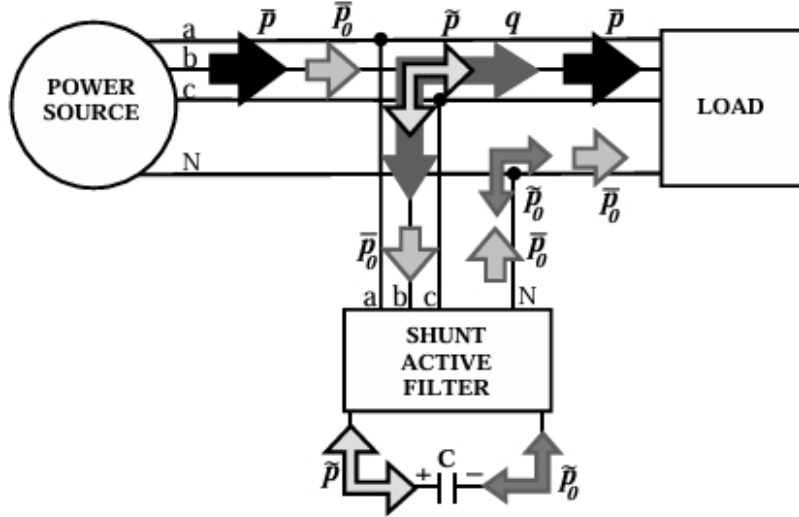 a
p̄
p̄₀
p̃
q
p̄
b
POWER
SOURCE
c
LOAD
N
p̃₀
p̄₀
p̄₀
p̄₀
a b c
N
SHUNT
ACTIVE
FILTER
p̃
+ C −
p̃₀